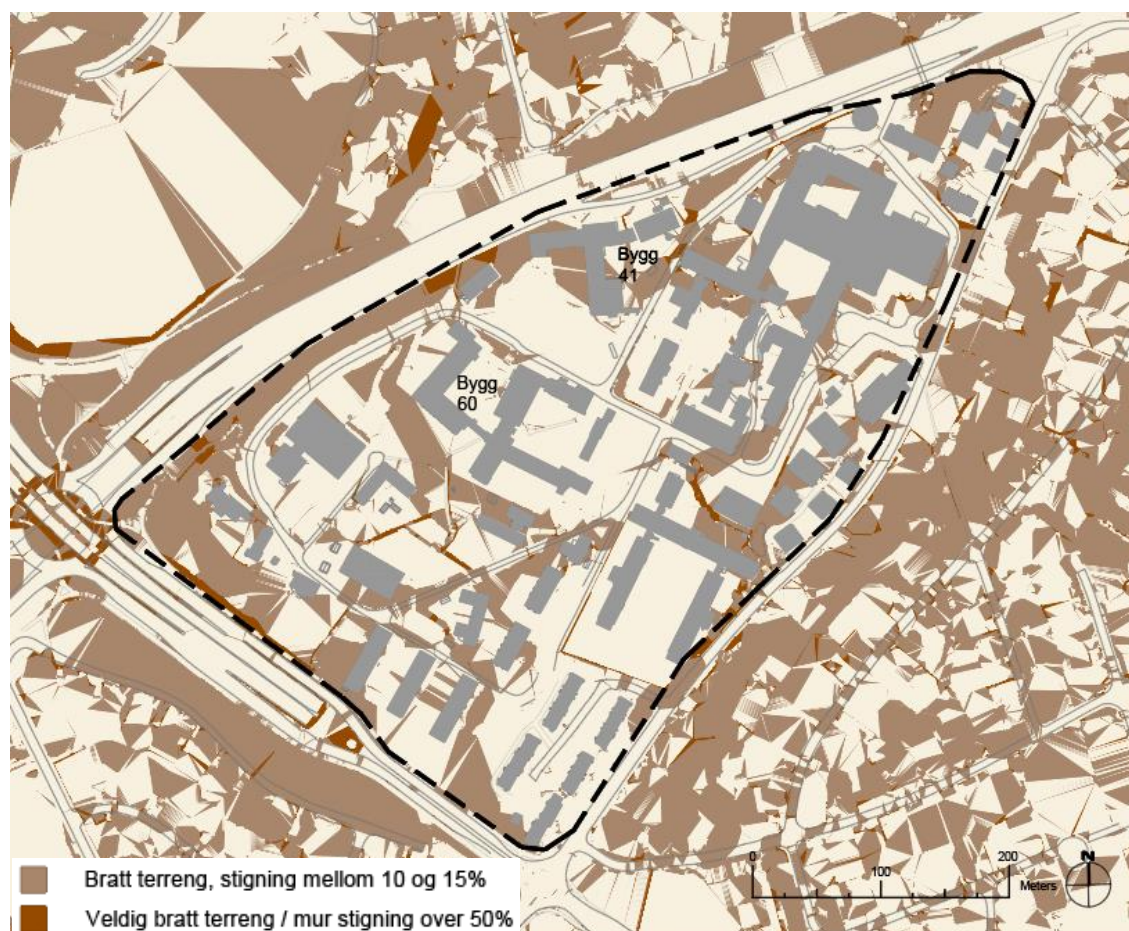 Bygg
41
Bygg
60
0
200
100
Meters
N
Bratt terreng, stigning mellom 10 og 15%
Veldig bratt terreng / mur stigning over 50%